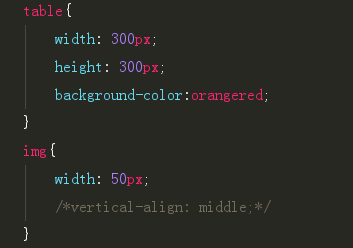 table{
width: 300px;
height: 300px;
background-color:orangered;
}
img{
width: 50px;
/*vertical-align: middle;*/
}